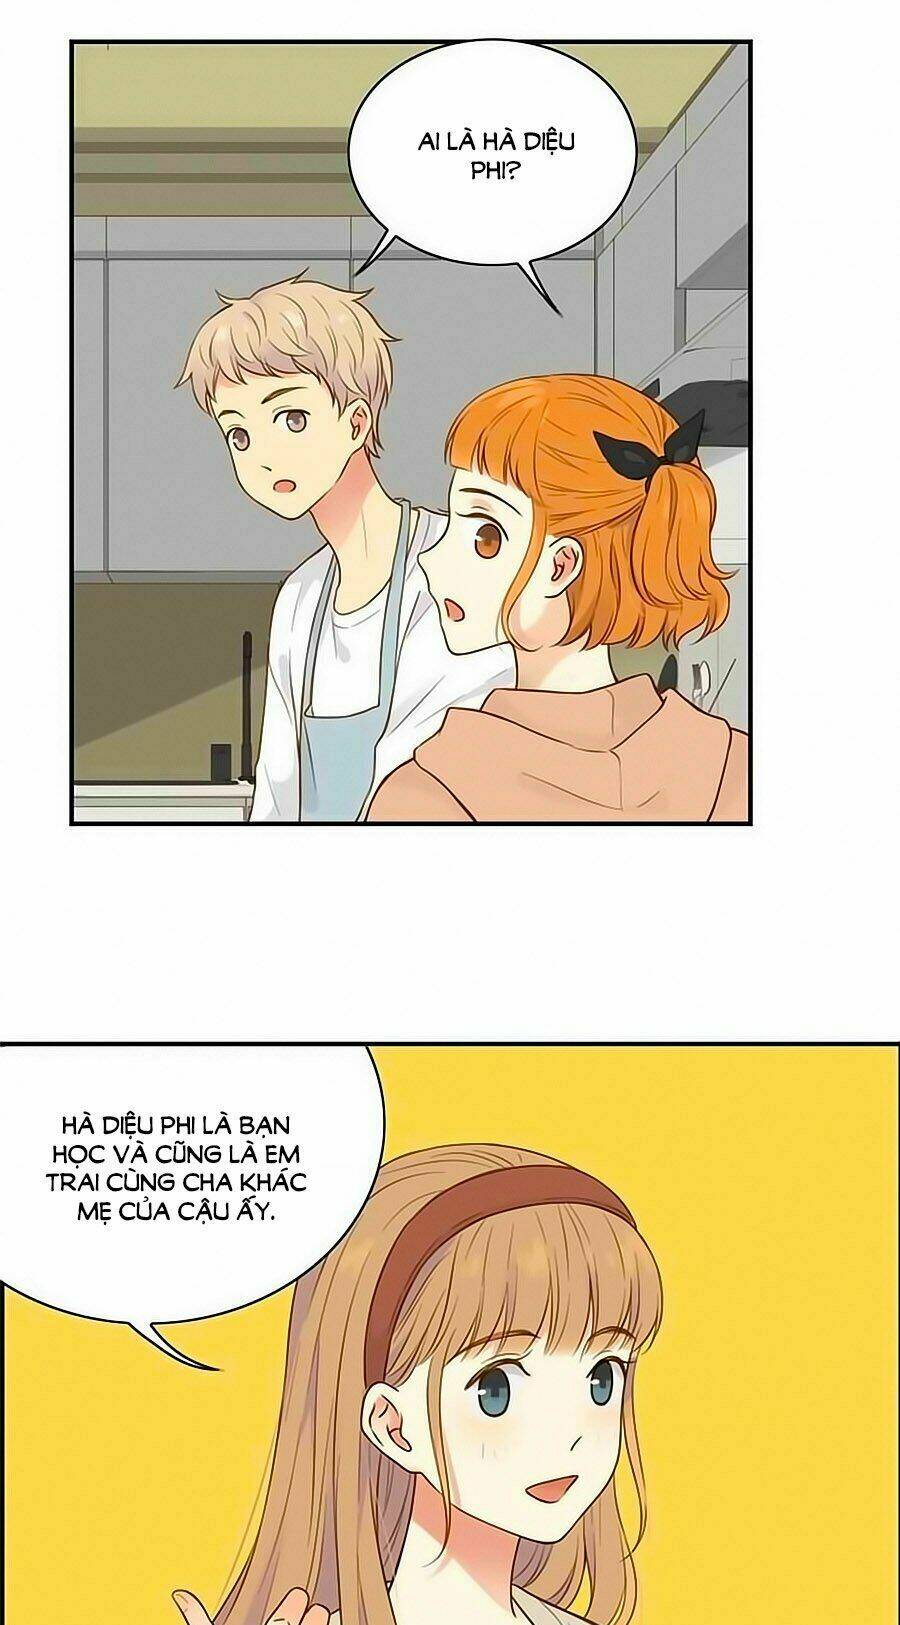 AI LÀ HÀ DIỆU
PHI?
HÀ DIỆU PHI LÀ BẠN
HỌC VÀ CŨNG LÀ EM
TRAI CÙNG CHA KHÁC
MẸ CỦA CẬU ẤY.